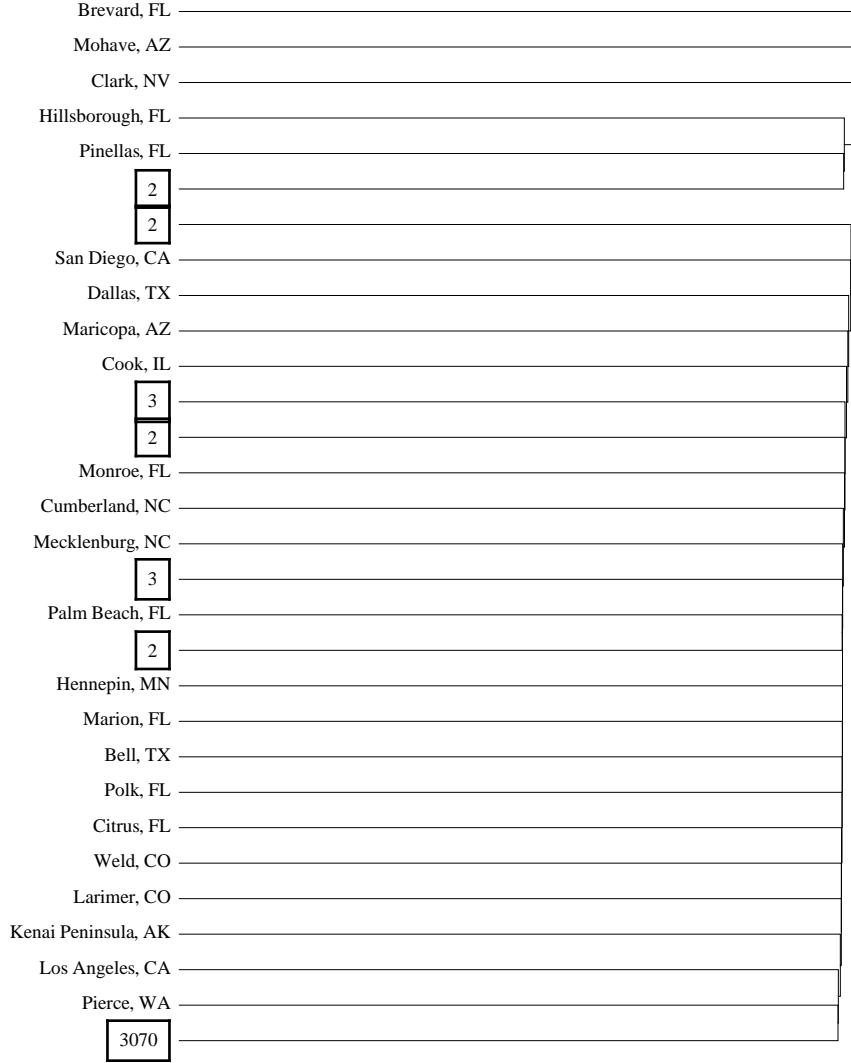 Brevard, FL
Mohave, AZ
Clark, NV
Hillsborough, FL
Pinellas, FL
2
2
San Diego, CA
Dallas, TX
Maricopa, AZ
Cook, IL
3
2
Monroe, FL
Cumberland, NC
Mecklenburg, NC
3
Palm Beach, FL
2
Hennepin, MN
Marion, FL
Bell, TX
Polk, FL
Citrus, FL
Weld, CO
Larimer, CO
Kenai Peninsula, AK
Los Angeles, CA
Pierce, WA
3070